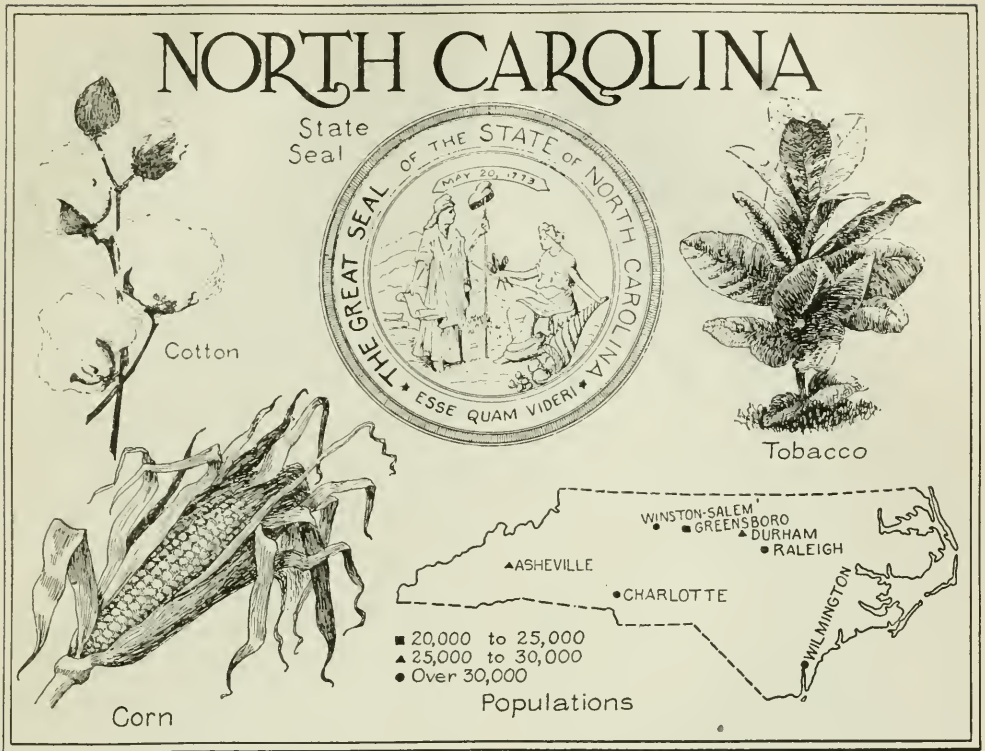 NORTH CAROLINA
State
Seal
THE GREAT SEAL OF THE STATE OF NORTH CAROLINA
MAY 20, 1773
★ ESSE QUAM VIDERI ★
Cotton
Tobacco
Corn
WINSTON-SALEM
GREENSBORO
DURHAM
RALEIGH
ASHEVILLE
CHARLOTTE
WILMINGTON
■ 20,000 to 25,000
▲ 25,000 to 30,000
● Over 30,000
Populations